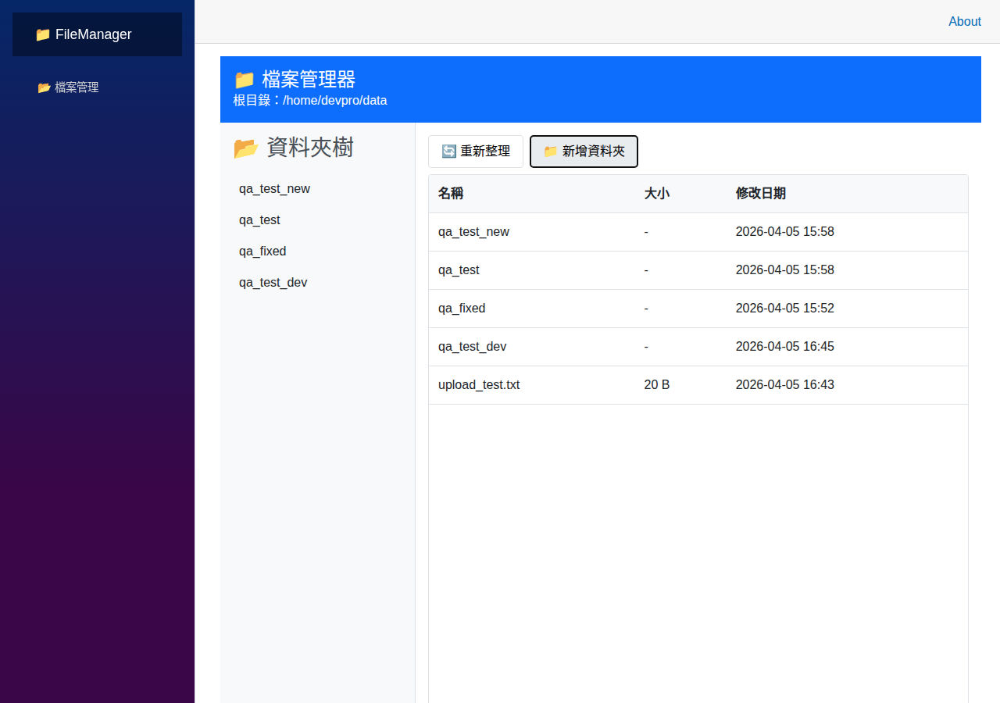 📁 FileManager
📂 檔案管理
About
📁 檔案管理器
根目錄：/home/devpro/data
📂 資料夾樹
qa_test_new
qa_test
qa_fixed
qa_test_dev
🔄 重新整理 📁 新增資料夾
名稱 大小 修改日期
qa_test_new - 2026-04-05 15:58
qa_test - 2026-04-05 15:58
qa_fixed - 2026-04-05 15:52
qa_test_dev - 2026-04-05 16:45
upload_test.txt 20 B 2026-04-05 16:43